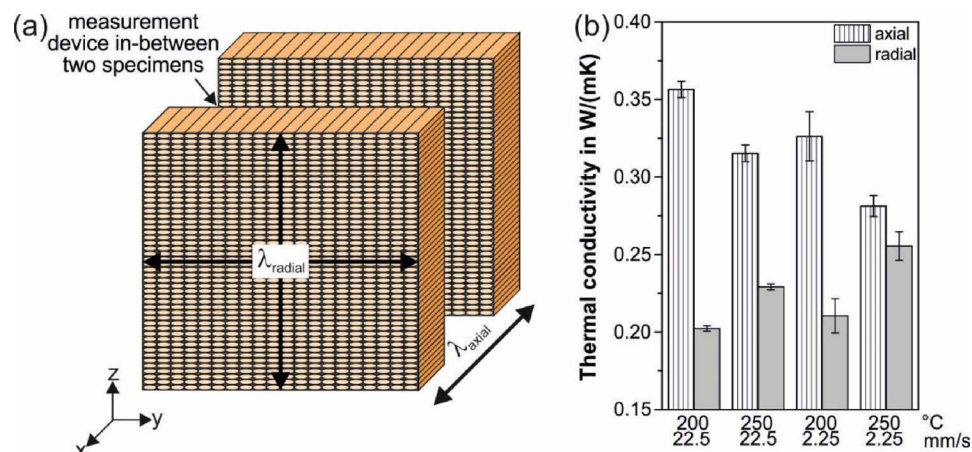 (a)
measurement
device in-between
two specimens
λradial
λaxial
z
y
x
(b)
Thermal conductivity in W/(mK)
0.40
0.35
0.30
0.25
0.20
0.15
axial
radial
200 250 200 250 °C
22.5 22.5 2.25 2.25 mm/s